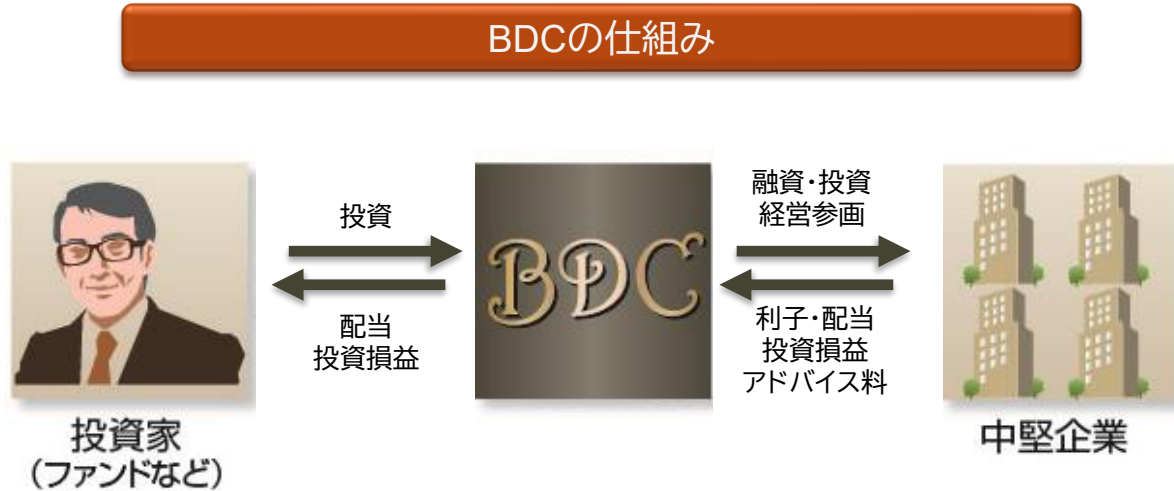 BDCの仕組み
投資
配当
投資損益
BDC
融資・投資
経営参画
利子・配当
投資損益
アドバイス料
投資家
（ファンドなど）
中堅企業